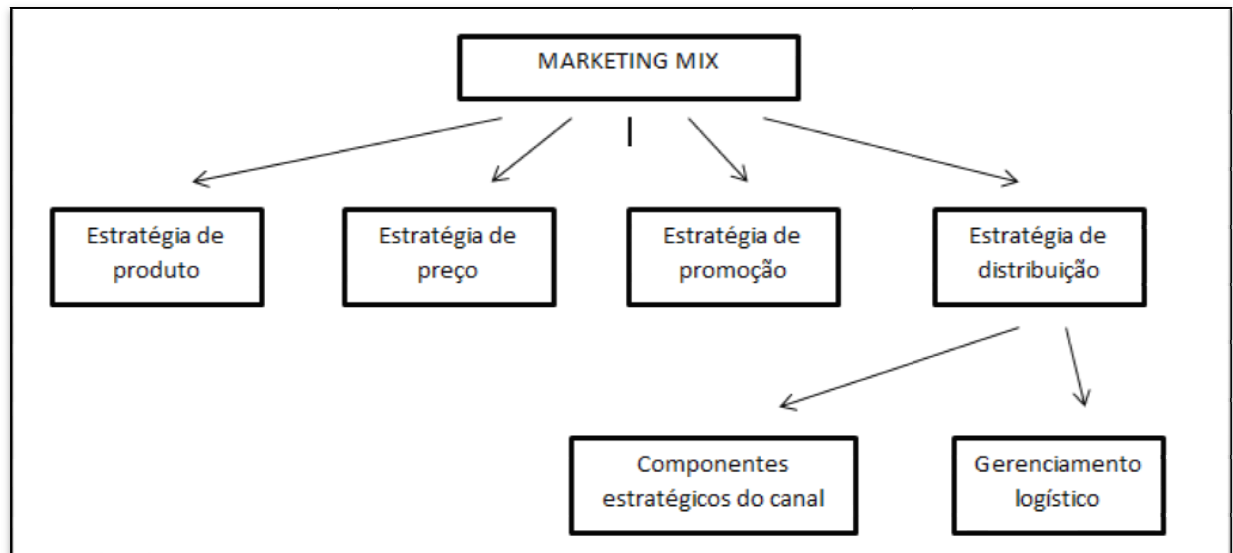 MARKETING MIX
Estratégia de
produto
Estratégia de
preço
Estratégia de
promoção
Estratégia de
distribuição
Componentes
estratégicos do canal
Gerenciamento
logístico